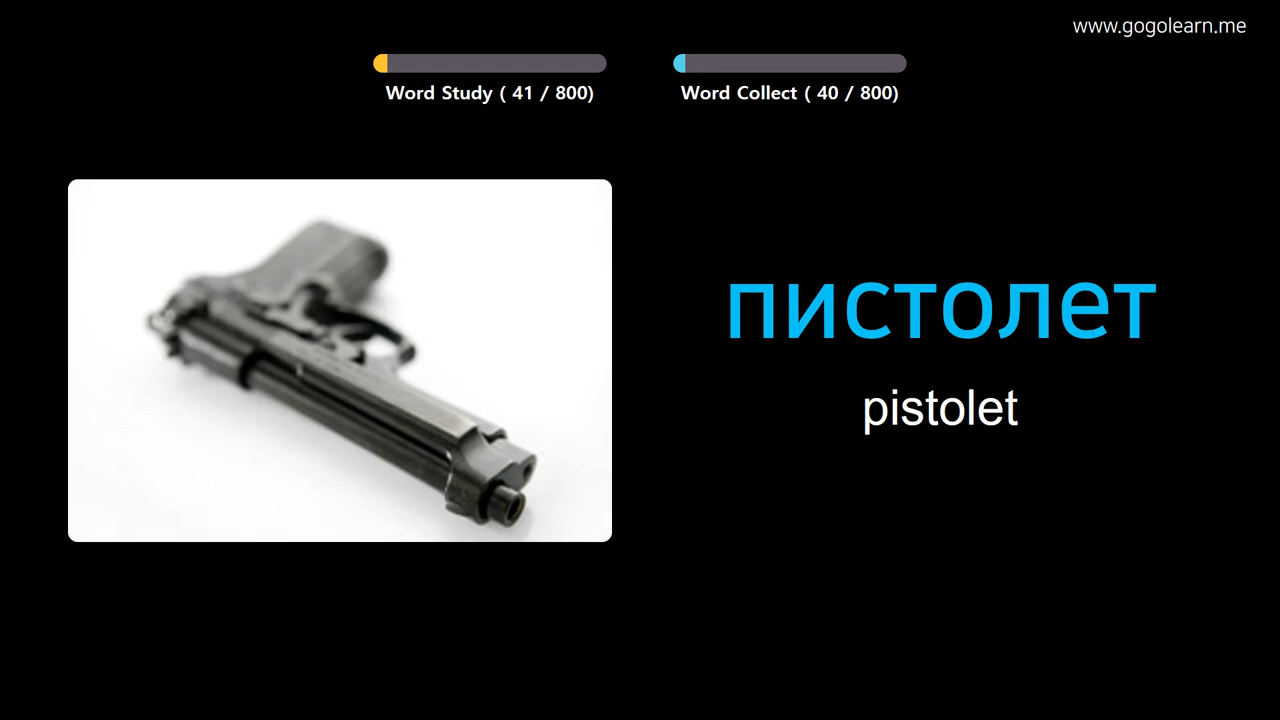 www.gogolearn.me
Word Study ( 41 / 800)
Word Collect ( 40 / 800)
пистолет
pistolet